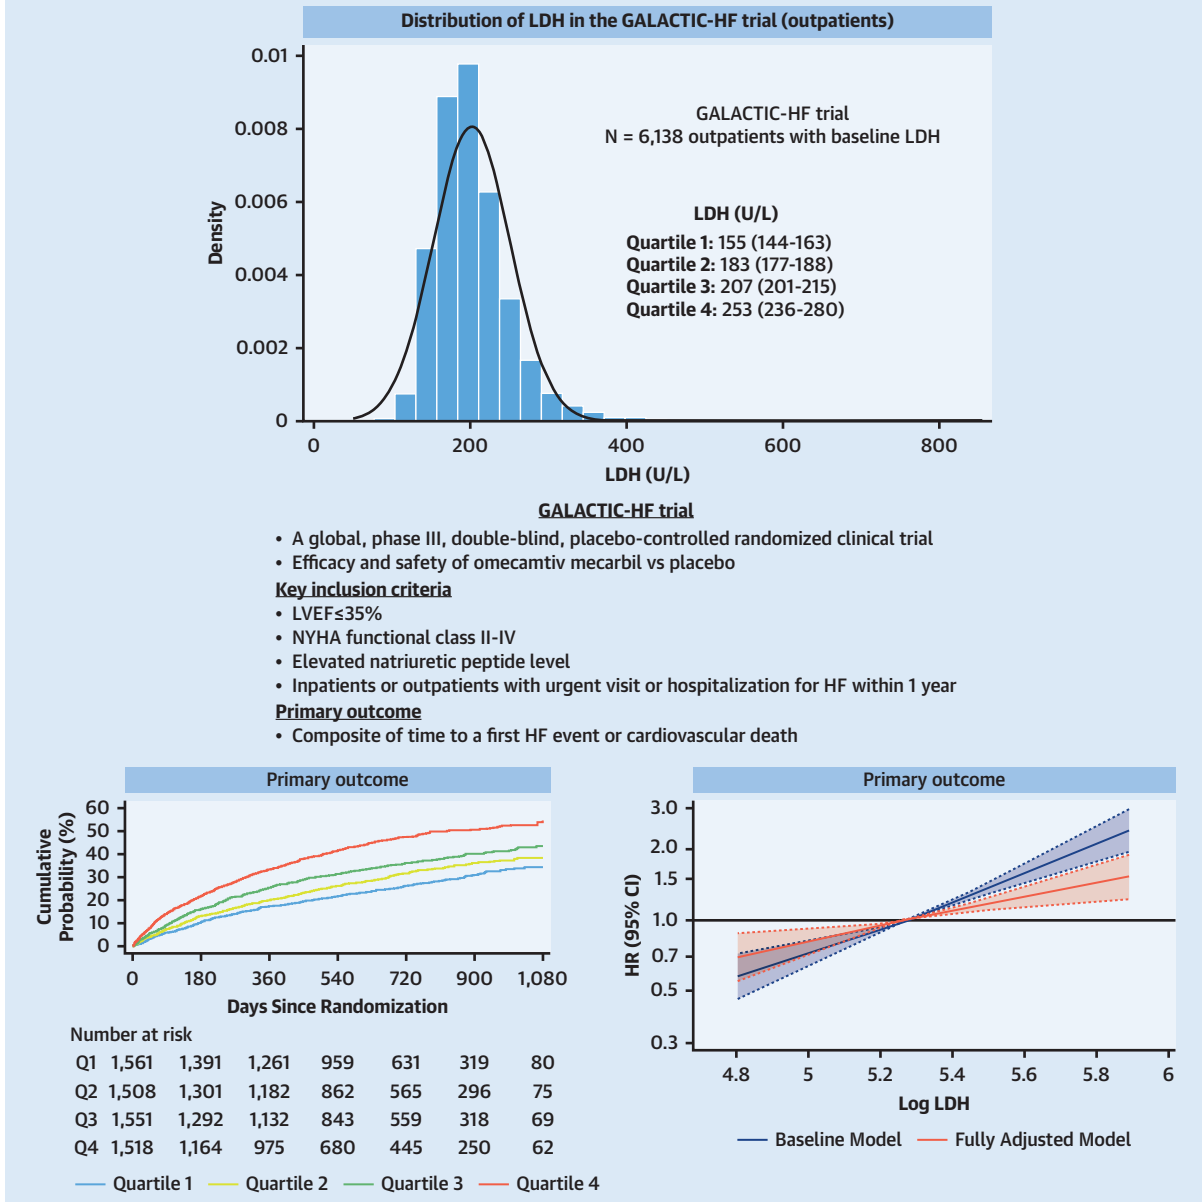 Distribution of LDH in the GALACTIC-HF trial (outpatients)
Density
0.01
0.008
0.006
0.004
0.002
0
GALACTIC-HF trial
N = 6,138 outpatients with baseline LDH
LDH (U/L)
Quartile 1: 155 (144-163)
Quartile 2: 183 (177-188)
Quartile 3: 207 (201-215)
Quartile 4: 253 (236-280)
0 200 400 600 800
LDH (U/L)
GALACTIC-HF trial
• A global, phase III, double-blind, placebo-controlled randomized clinical trial
• Efficacy and safety of omecamtiv mecarbil vs placebo
Key inclusion criteria
• LVEF≤35%
• NYHA functional class II-IV
• Elevated natriuretic peptide level
• Inpatients or outpatients with urgent visit or hospitalization for HF within 1 year
Primary outcome
• Composite of time to a first HF event or cardiovascular death
Primary outcome
Cumulative
Probability (%)
60
50
40
30
20
10
0
0 180 360 540 720 900 1,080
Days Since Randomization
Number at risk
Q1 1,561 1,391 1,261 959 631 319 80
Q2 1,508 1,301 1,182 862 565 296 75
Q3 1,551 1,292 1,132 843 559 318 69
Q4 1,518 1,164 975 680 445 250 62
Quartile 1 Quartile 2 Quartile 3 Quartile 4
Primary outcome
HR (95% CI)
3.0
2.0
1.5
1.0
0.7
0.5
0.3
4.8 5 5.2 5.4 5.6 5.8 6
Log LDH
Baseline Model Fully Adjusted Model